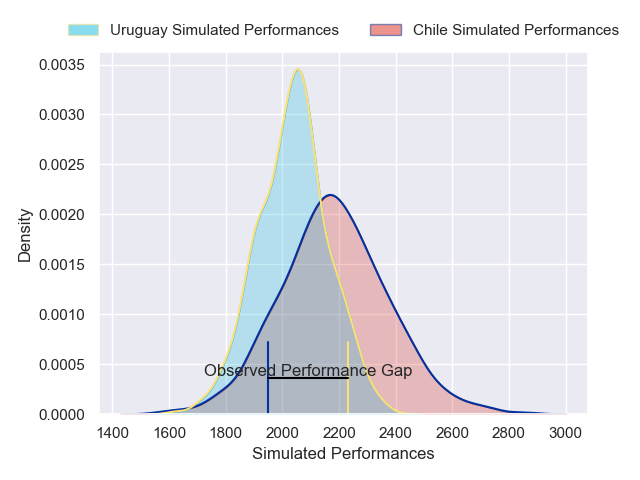 Uruguay Simulated Performances Chile Simulated Performances
0.0035
0.0030
0.0025
0.0020
0.0015
0.0010
0.0005
0.0000
Density
Observed Performance Gap
1400 1600 1800 2000 2200 2400 2600 2800 3000
Simulated Performances